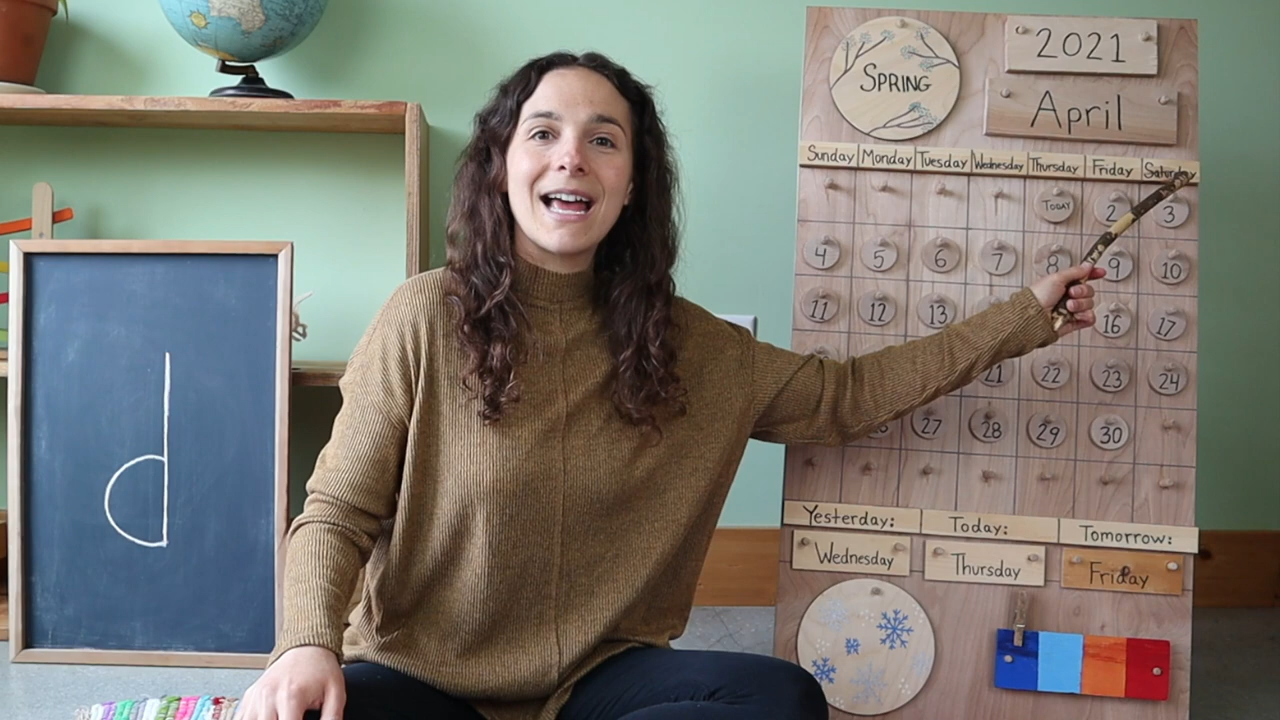 d
SPRING
2021
April
Sunday Monday Tuesday Wednesday Thursday Friday Saturday
TODAY 2 3
4 5 6 7 8 9 10
11 12 13 16 17
21 22 23 24
27 28 29 30
Yesterday: Today: Tomorrow:
Wednesday Thursday Friday